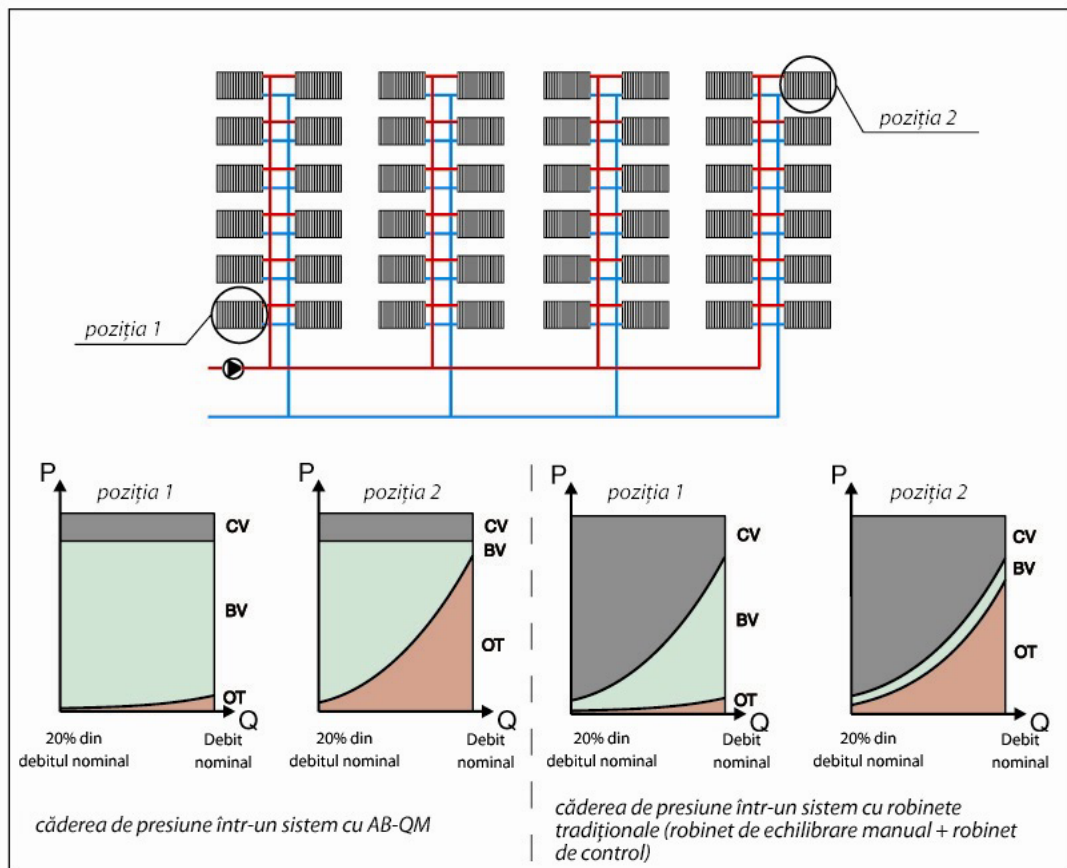 poziția 2
poziția 1
P
poziția 1
CV
BV
OT
Q
20% din
debitul nominal
Debit
nominal
P
poziția 2
CV
BV
OT
Q
20% din
debitul nominal
Debit
nominal
căderea de presiune într-un sistem cu AB-QM
P
poziția 1
CV
BV
OT
Q
20% din
debitul nominal
Debit
nominal
P
poziția 2
CV
BV
OT
Q
20% din
debitul nominal
Debit
nominal
căderea de presiune într-un sistem cu robinete
tradiționale (robinet de echilibrare manual + robinet
de control)